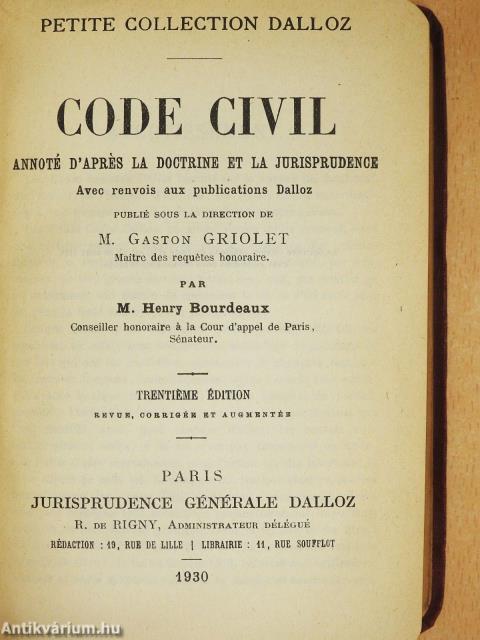 PETITE COLLECTION DALLOZ
CODE CIVIL
ANNOTÉ D'APRÈS LA DOCTRINE ET LA JURISPRUDENCE
Avec renvois aux publications Dalloz
PUBLIÉ SOUS LA DIRECTION DE
M. GASTON GRIOLET
Maître des requêtes honoraire.
PAR
M. Henry Bourdeaux
Conseiller honoraire à la Cour d'appel de Paris,
Sénateur.
TRENTIÈME ÉDITION
REVUE, CORRIGÉE ET AUGMENTÉE
PARIS
JURISPRUDENCE GÉNÉRALE DALLOZ
R. DE RIGNY, ADMINISTRATEUR DÉLÉGUÉ
RÉDACTION : 19, RUE DE LILLE | LIBRAIRIE : 11, RUE SOUFFLOT
1930
Antikvárium.hu